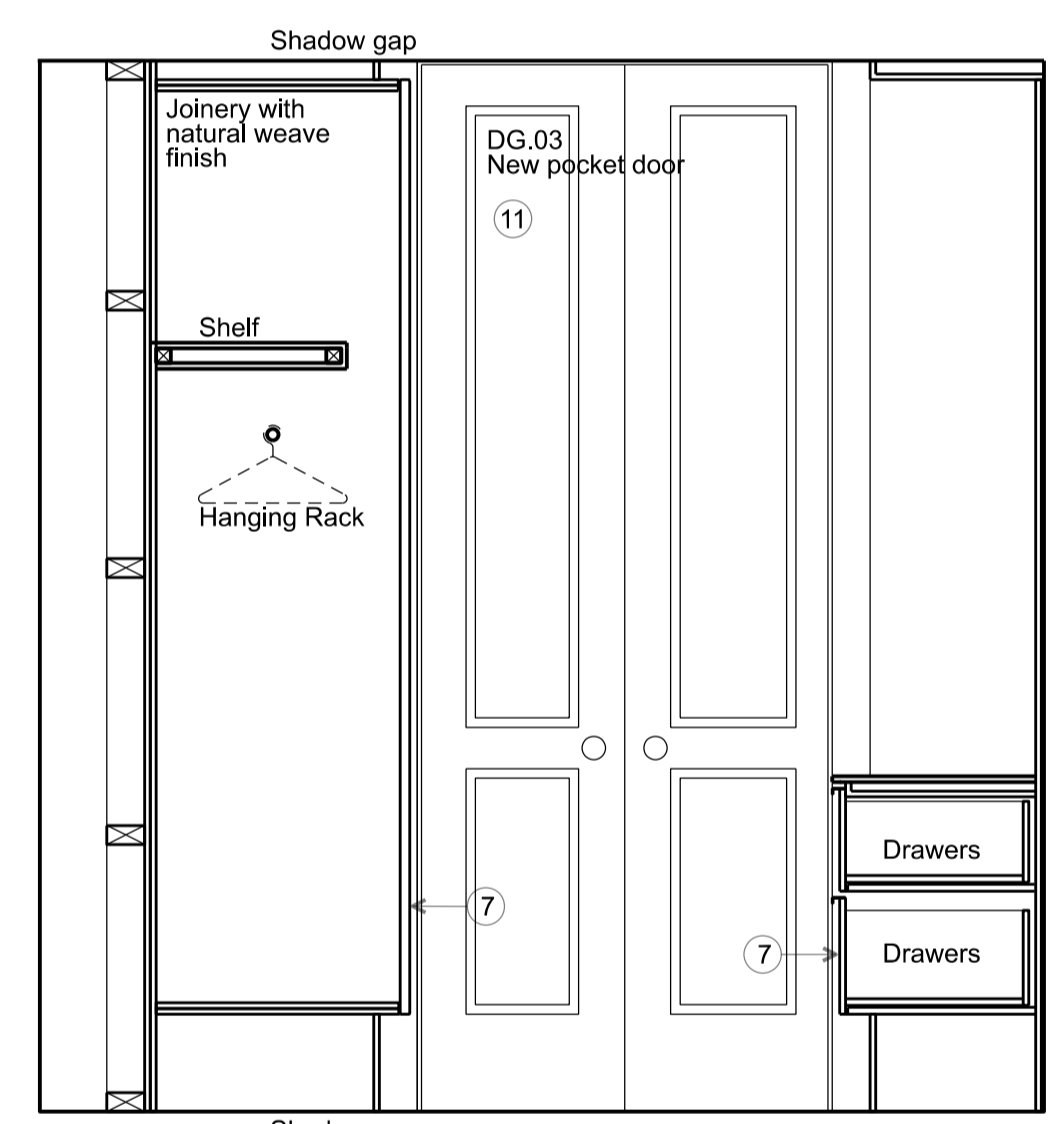 Shadow gap
Joinery with
natural weave
finish
DG.03
New pocket door
11
Shelf
Hanging Rack
Drawers
7
7
Drawers